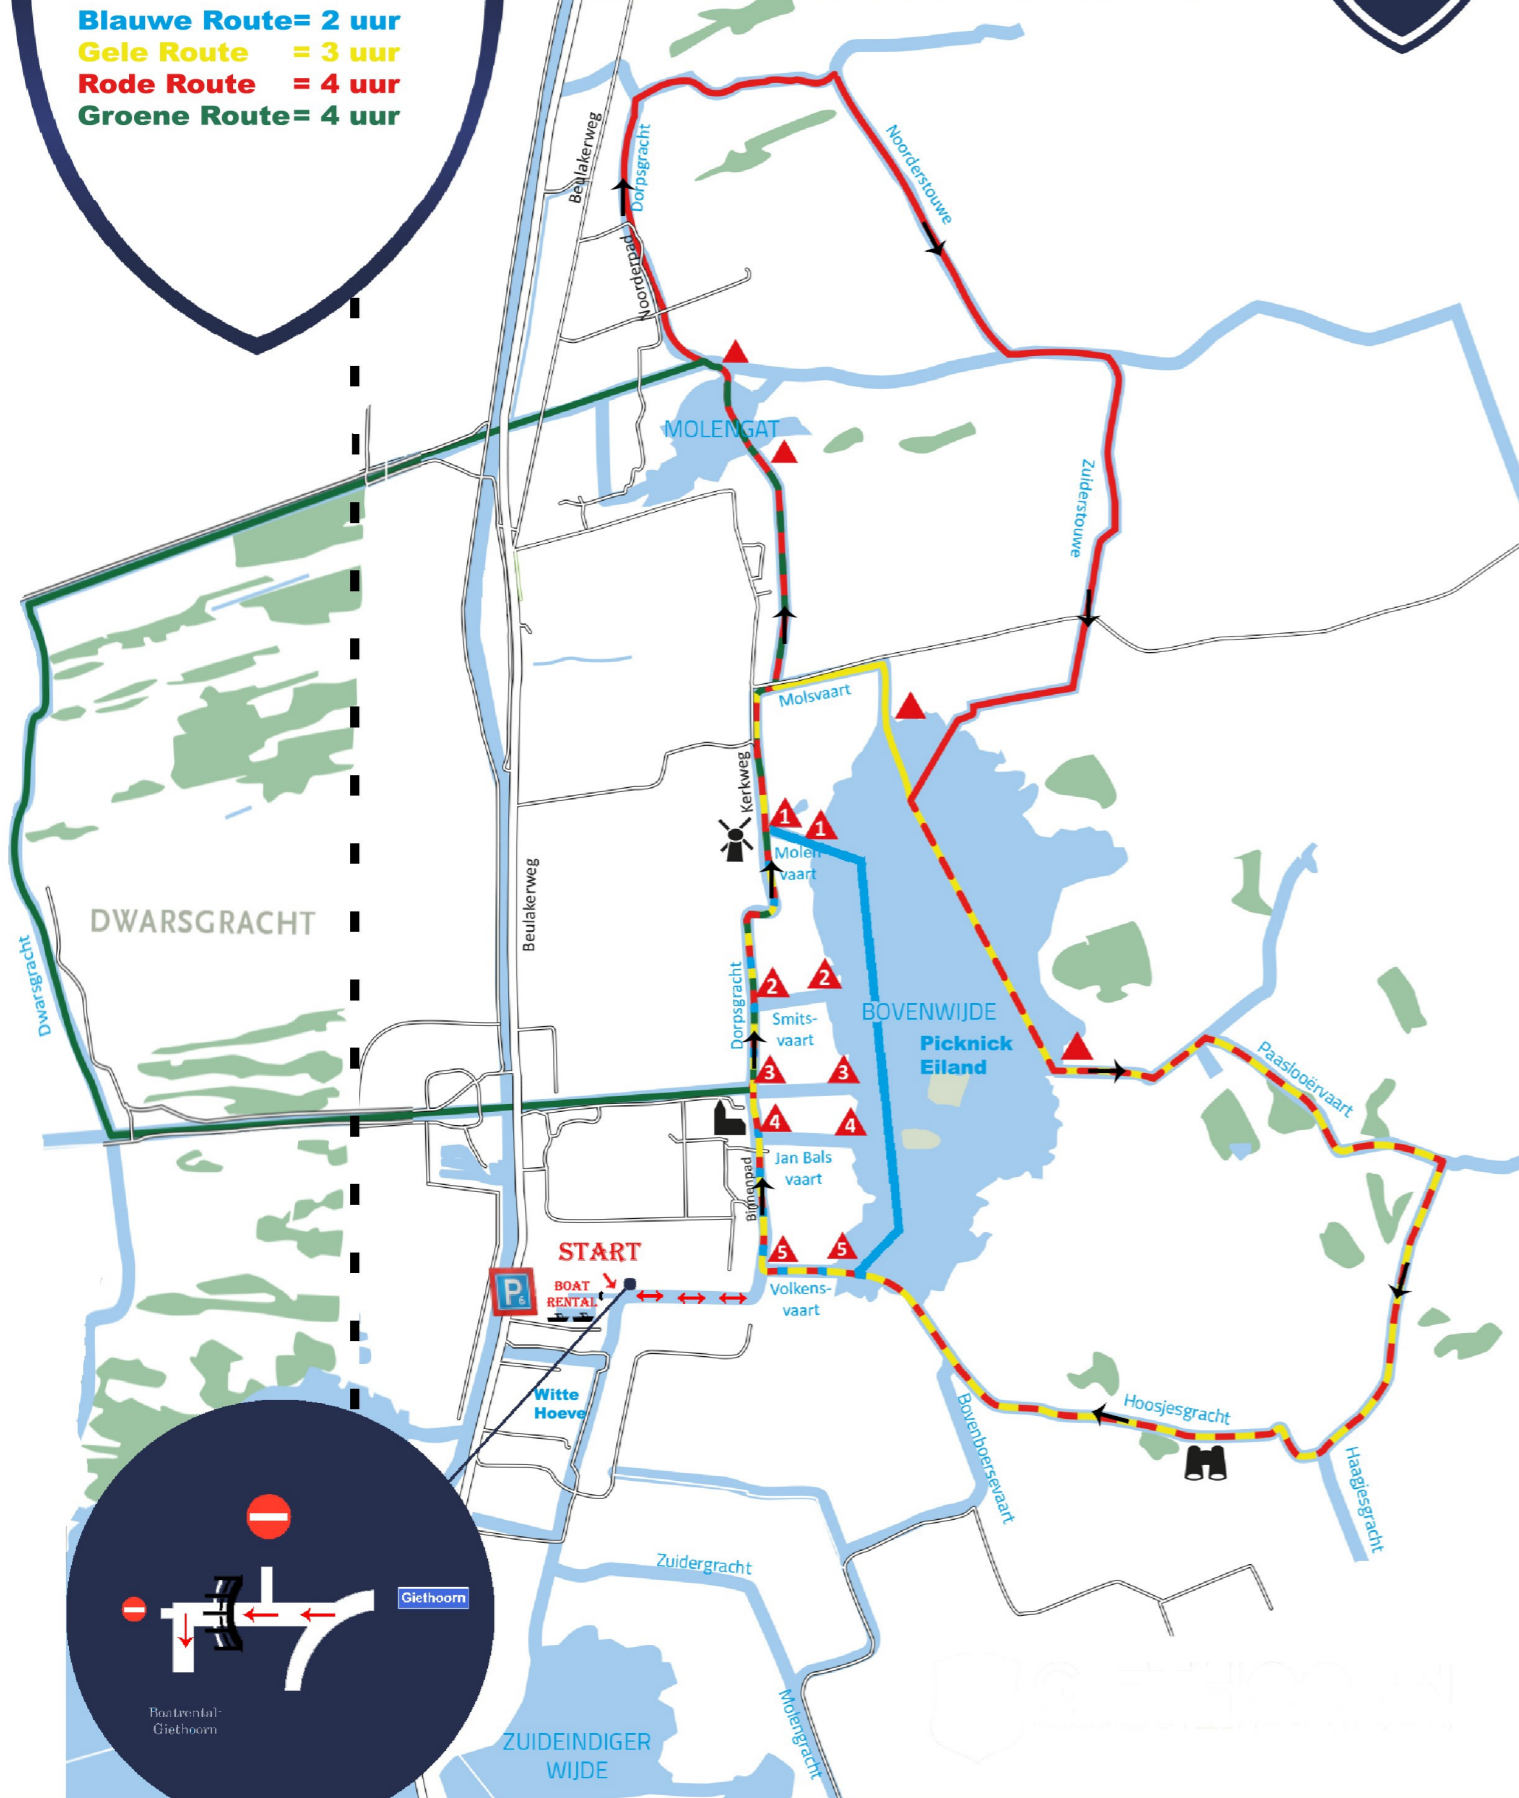 Blauwe Route= 2 uur
Gele Route = 3 uur
Rode Route = 4 uur
Groene Route= 4 uur
Beulakerweg
Dorpsgracht
Noorderpad
Noorderstouwe
MOLENGAT
Zuiderstouwe
Molsvaart
Kerkweg
1
1
Molen
vaart
Beulakerweg
DWARSGRACHT
Dwarsgracht
Dorpsgracht
2
2
Smits-
vaart
BOVENWIJDE
Picknick
Eiland
3
3
Paaslooërvaart
4
4
Jan Bals
vaart
Binnenpad
START
BOAT
RENTAL
P
6
5
5
Volkens-
vaart
Witte
Hoeve
Bovenboersevaart
Hoosjesgracht
Haagjesgracht
Zuidergracht
Giethoorn
Boatrental-
Giethoorn
Molengracht
ZUIDEINDIGER
WIJDE